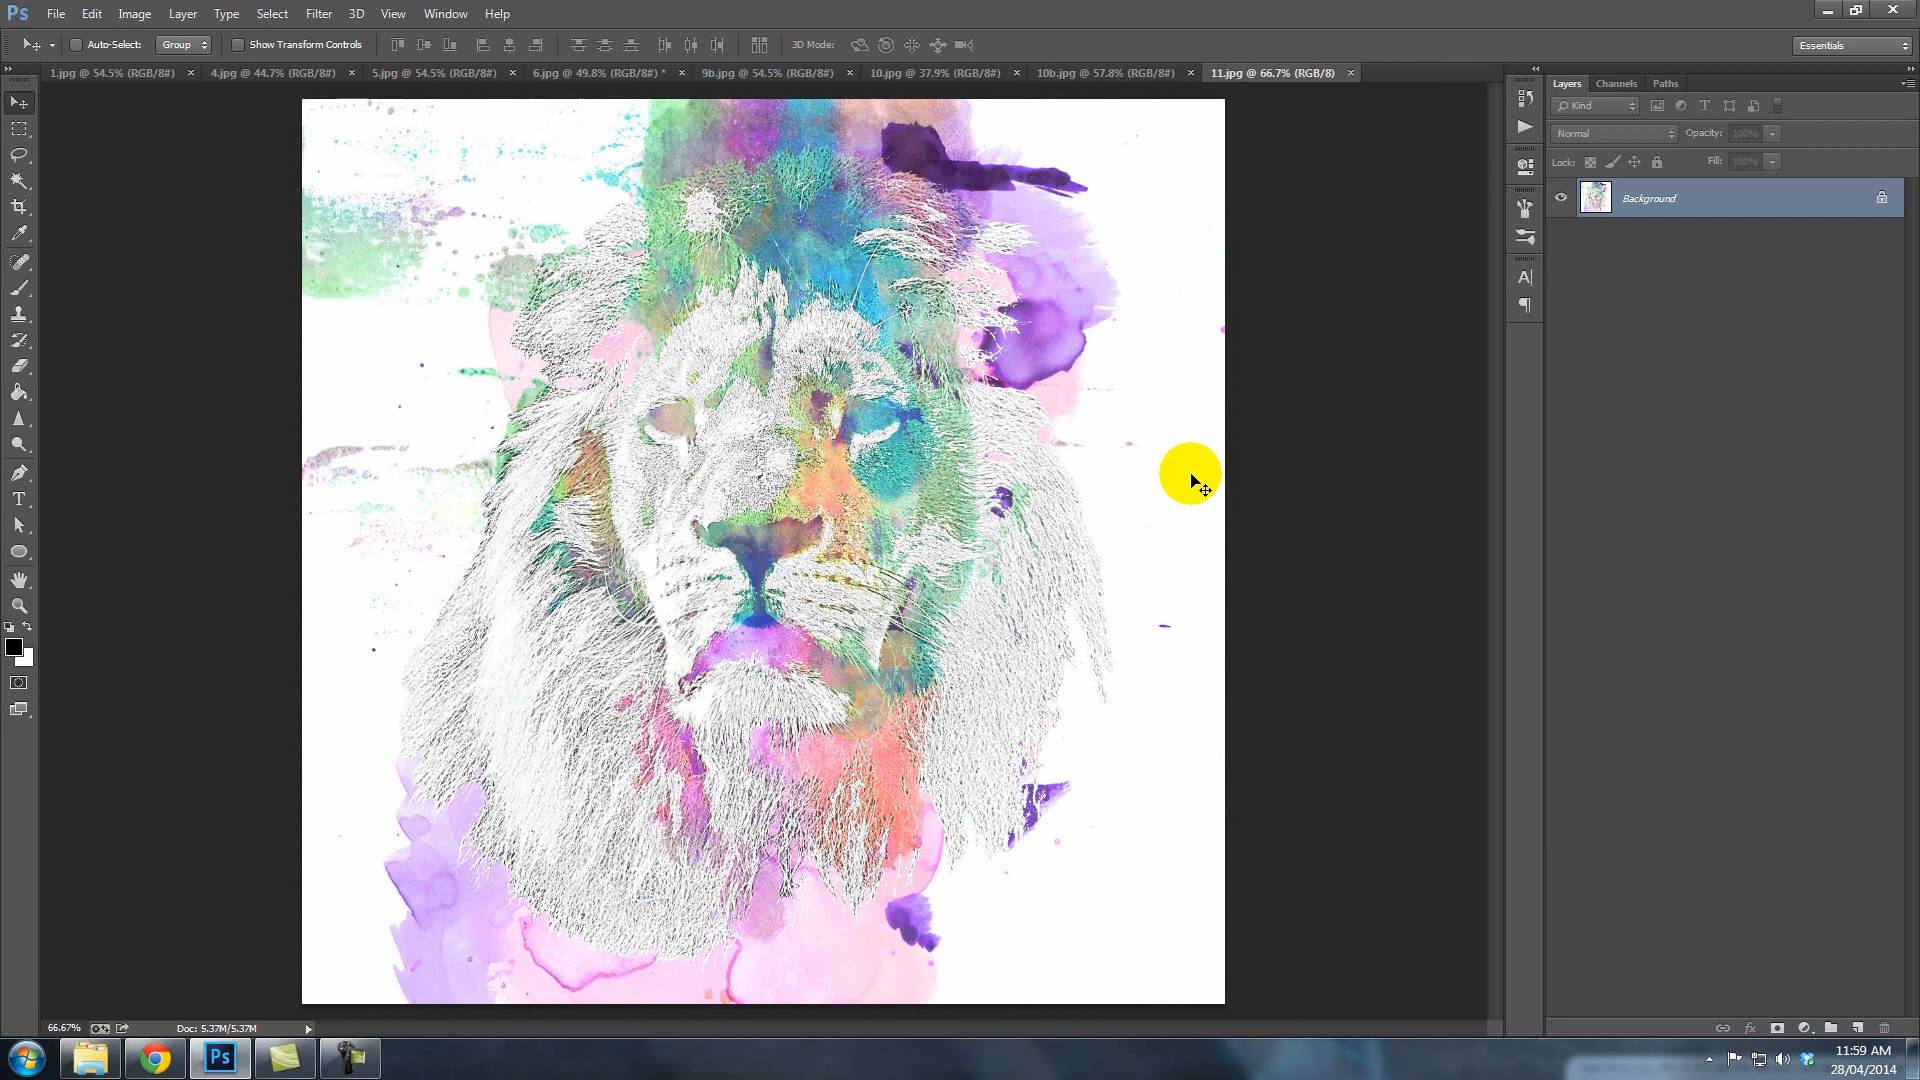 Ps File Edit Image Layer Type Select Filter 3D View Window Help
Auto-Select: Group Show Transform Controls 3D Mode: Essentials
1.jpg @ 54.5% (RGB/8#) × 4.jpg @ 44.7% (RGB/8#) × 5.jpg @ 54.5% (RGB/8#) × 6.jpg @ 49.8% (RGB/8#) * × 9b.jpg @ 54.5% (RGB/8#) × 10.jpg @ 37.9% (RGB/8#) × 10b.jpg @ 57.8% (RGB/8#) × 11.jpg @ 66.7% (RGB/8) ×
Layers Channels Paths
Kind
Normal Opacity: 100%
Lock: Fill: 100%
Background
66.67% Doc: 5.37M/5.37M
Ps
11:59 AM
28/04/2014